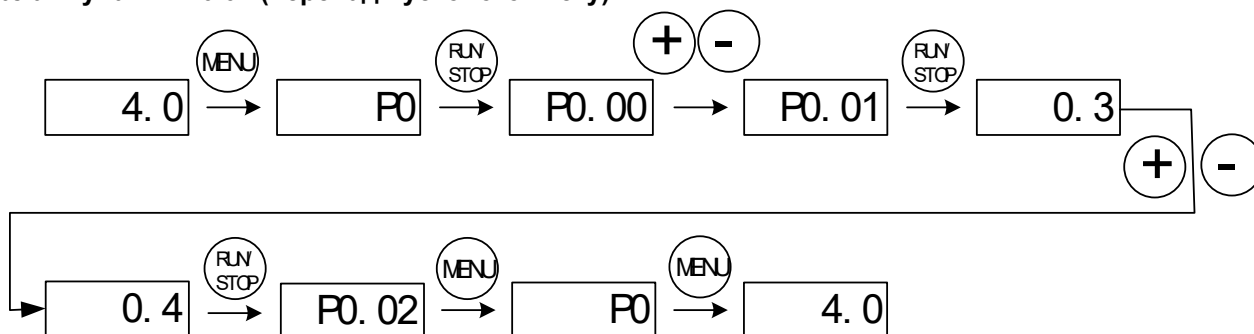 + -
MENU RUN/ STOP RUN/ STOP
4. 0 P0 P0. 00 P0. 01 0. 3
+ -
RUN/ STOP MENU MENU
0. 4 P0. 02 P0 4. 0